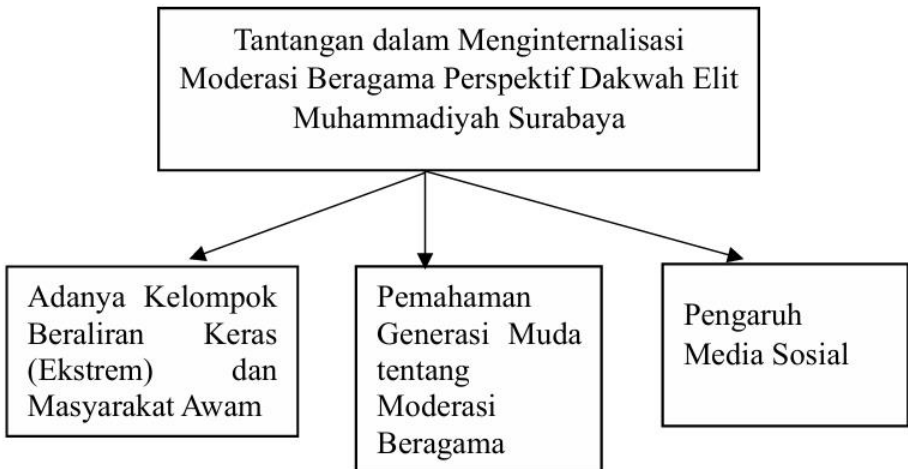 Tantangan dalam Menginternalisasi
Moderasi Beragama Perspektif Dakwah Elit
Muhammadiyah Surabaya
Adanya Kelompok
Beraliran Keras
(Ekstrem) dan
Masyarakat Awam
Pemahaman
Generasi Muda
tentang
Moderasi
Beragama
Pengaruh
Media Sosial